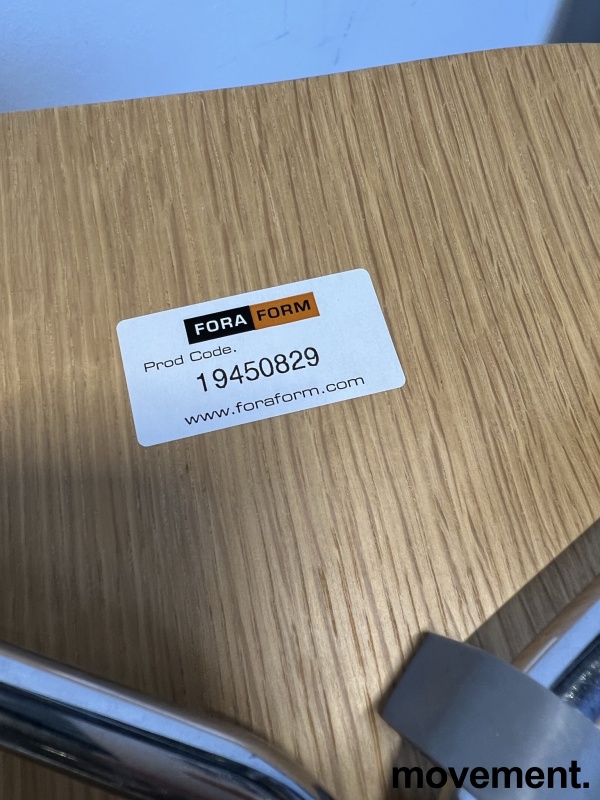 FORA FORM
Prod Code.
19450829
www.foraform.com
movement.